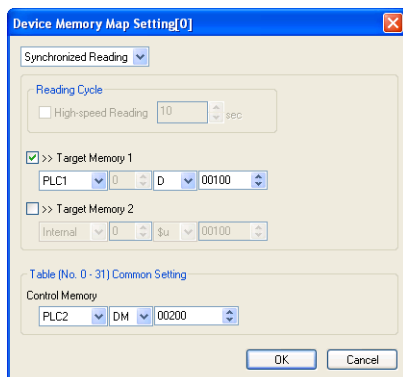 Device Memory Map Setting[0]
Synchronized Reading
Reading Cycle
High-speed Reading 10 sec
>> Target Memory 1
PLC1 0 D 00100
>> Target Memory 2
Internal 0 $u 00100
Table (No. 0 - 31) Common Setting
Control Memory
PLC2 DM 00200
OK Cancel